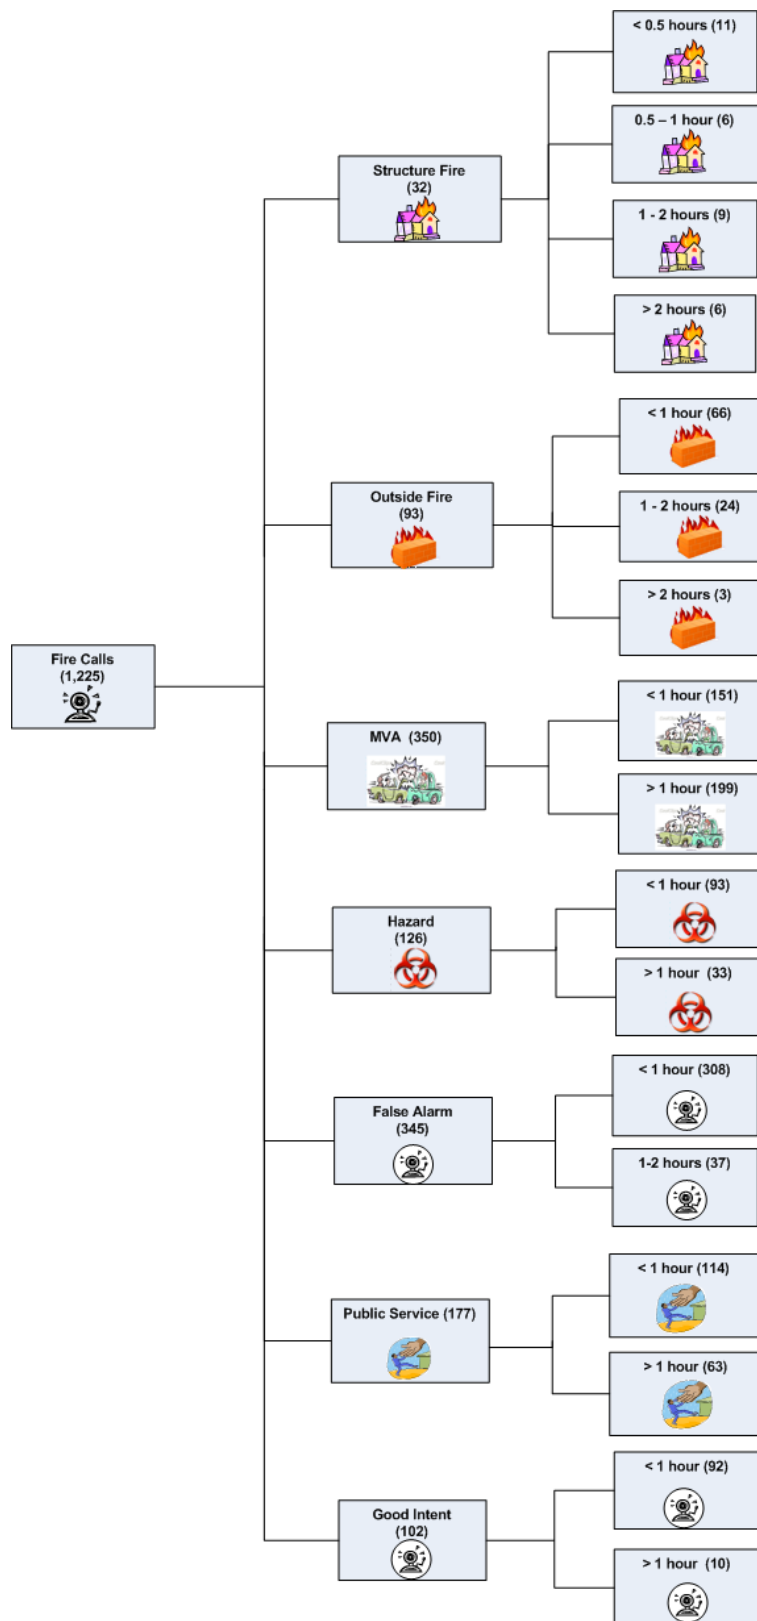 Fire Calls
(1,225)
Structure Fire
(32)
< 0.5 hours (11)
0.5 – 1 hour (6)
1 - 2 hours (9)
> 2 hours (6)
Outside Fire
(93)
< 1 hour (66)
1 - 2 hours (24)
> 2 hours (3)
MVA (350)
< 1 hour (151)
> 1 hour (199)
Hazard
(126)
< 1 hour (93)
> 1 hour (33)
False Alarm
(345)
< 1 hour (308)
1-2 hours (37)
Public Service (177)
< 1 hour (114)
> 1 hour (63)
Good Intent
(102)
< 1 hour (92)
> 1 hour (10)